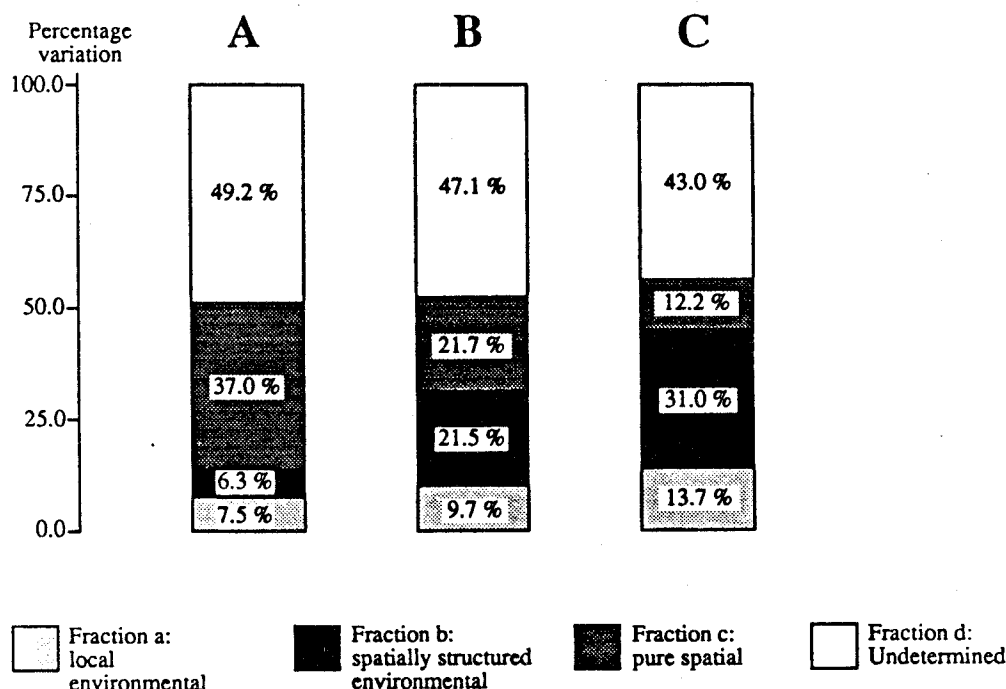 Percentage
variation
A
B
C
100.0
75.0
50.0
25.0
0.0
49.2 %
37.0 %
6.3 %
7.5 %
47.1 %
21.7 %
21.5 %
9.7 %
43.0 %
12.2 %
31.0 %
13.7 %
Fraction a:
local
environmental
Fraction b:
spatially structured
environmental
Fraction c:
pure spatial
Fraction d:
Undetermined